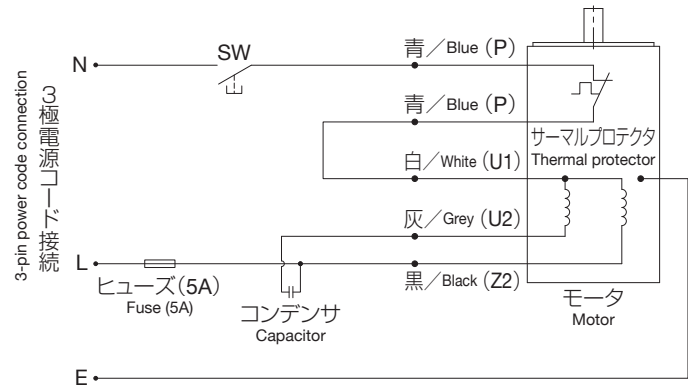 3極電源コード接続
3-pin power code connection
N
SW
青／Blue (P)
青／Blue (P)
サーマルプロテクタ
Thermal protector
白／White (U1)
灰／Grey (U2)
L
ヒューズ(5A)
Fuse (5A)
コンデンサ
Capacitor
黒／Black (Z2)
モータ
Motor
E